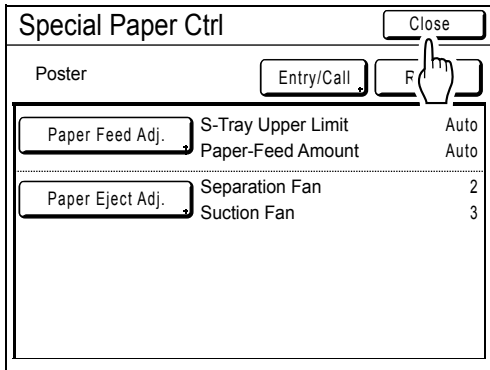 Special Paper Ctrl Close
Poster Entry/Call
Paper Feed Adj. S-Tray Upper Limit Auto
Paper-Feed Amount Auto
Paper Eject Adj. Separation Fan 2
Suction Fan 3